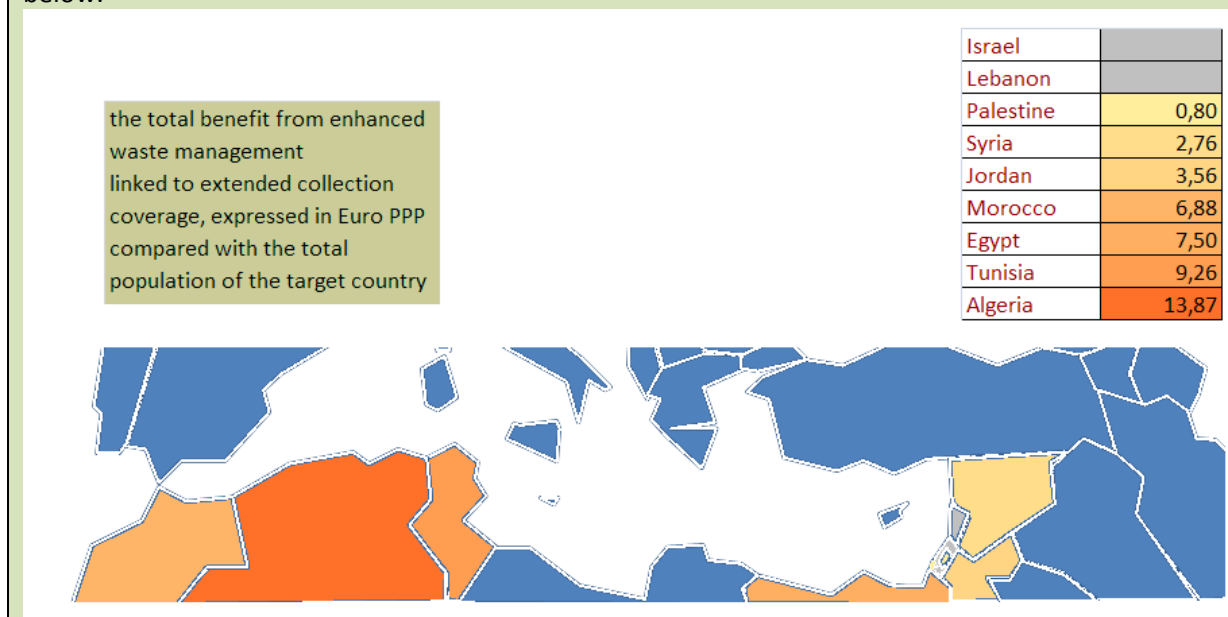 below.
the total benefit from enhanced
waste management
linked to extended collection
coverage, expressed in Euro PPP
compared with the total
population of the target country
Israel
Lebanon
Palestine 0,80
Syria 2,76
Jordan 3,56
Morocco 6,88
Egypt 7,50
Tunisia 9,26
Algeria 13,87